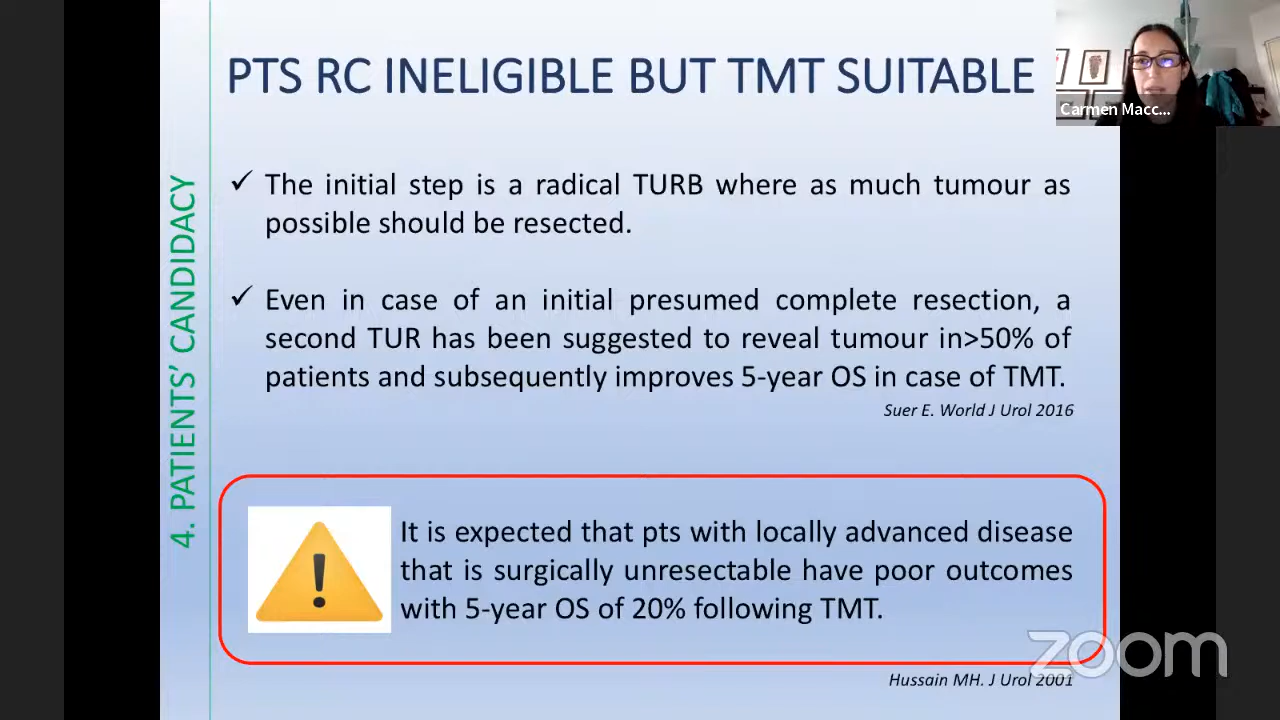 PTS RC INELIGIBLE BUT TMT SUITABLE
Carmen Macc...
4. PATIENTS' CANDIDACY
✓ The initial step is a radical TURB where as much tumour as
possible should be resected.
✓ Even in case of an initial presumed complete resection, a
second TUR has been suggested to reveal tumour in>50% of
patients and subsequently improves 5-year OS in case of TMT.
Suer E. World J Urol 2016
It is expected that pts with locally advanced disease
that is surgically unresectable have poor outcomes
with 5-year OS of 20% following TMT.
zoom
Hussain MH. J Urol 2001